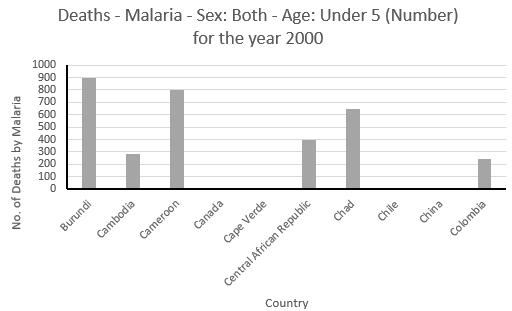 Deaths - Malaria - Sex: Both - Age: Under 5 (Number)
for the year 2000
No. of Deaths by Malaria
1000
900
800
700
600
500
400
300
200
100
0
Burundi
Cambodia
Cameroon
Canada
Cape Verde
Central African Republic
Chad
Chile
China
Colombia
Country